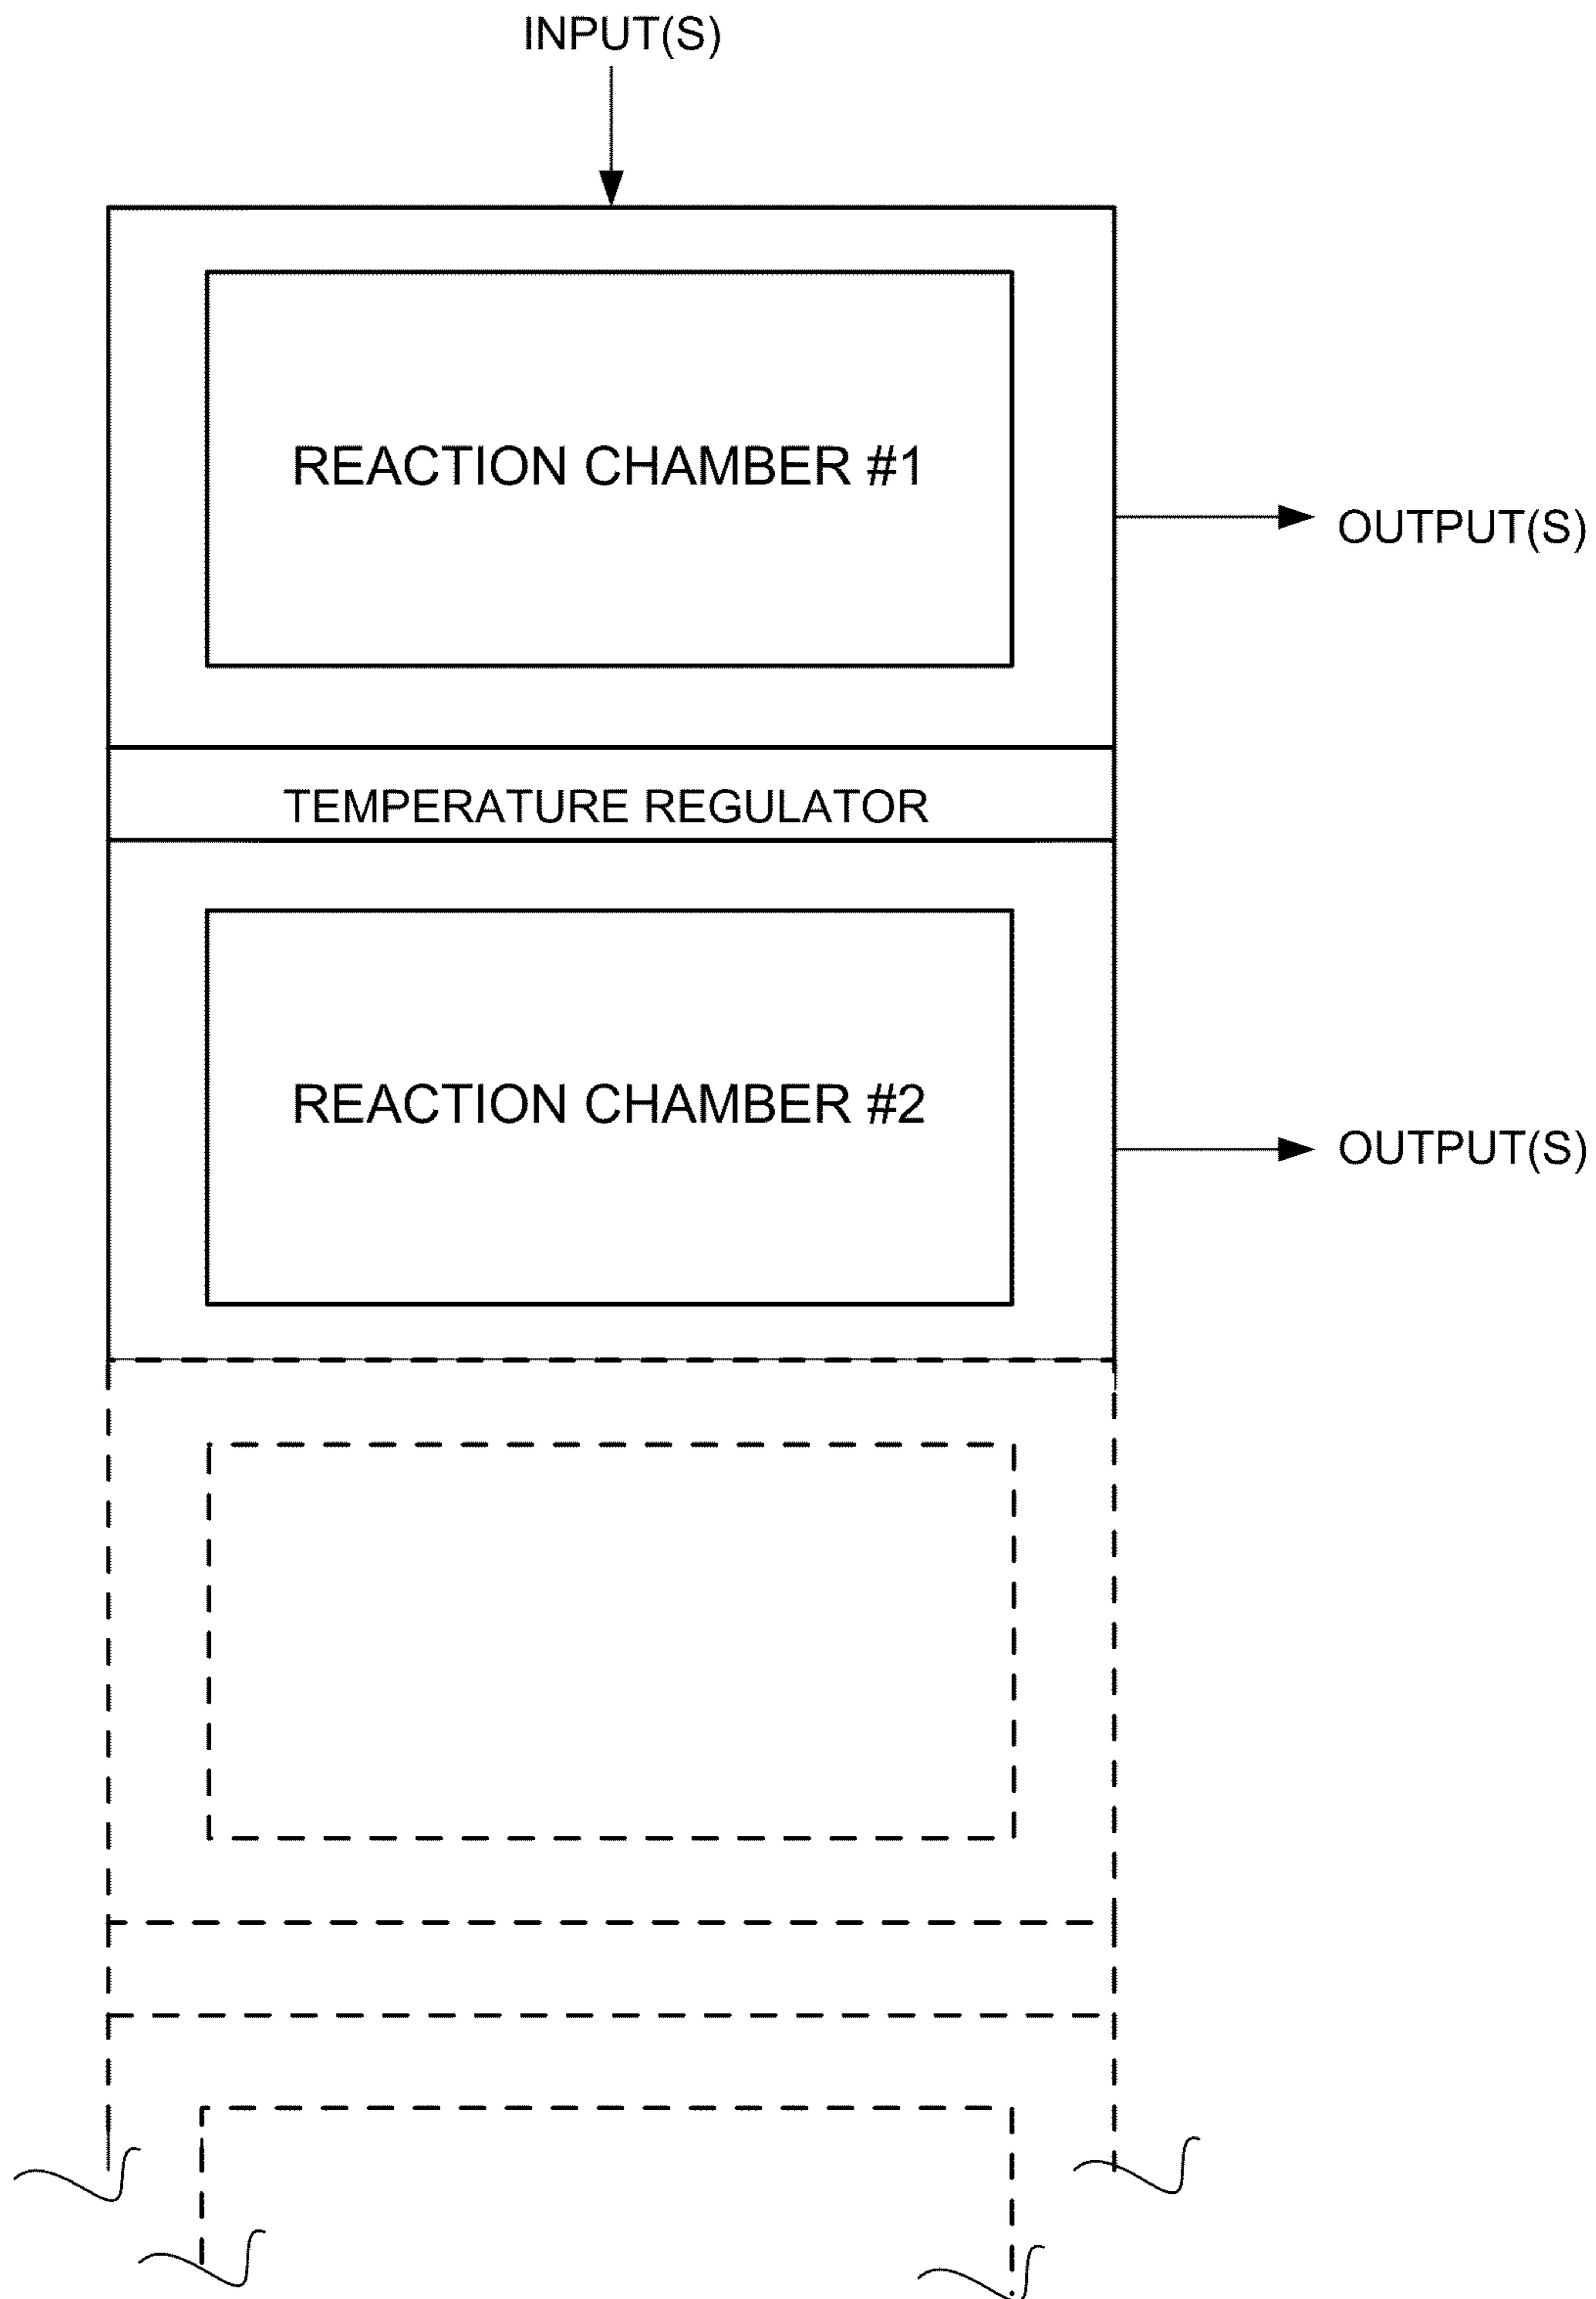 INPUT(S)
REACTION CHAMBER #1
OUTPUT(S)
TEMPERATURE REGULATOR
REACTION CHAMBER #2
OUTPUT(S)